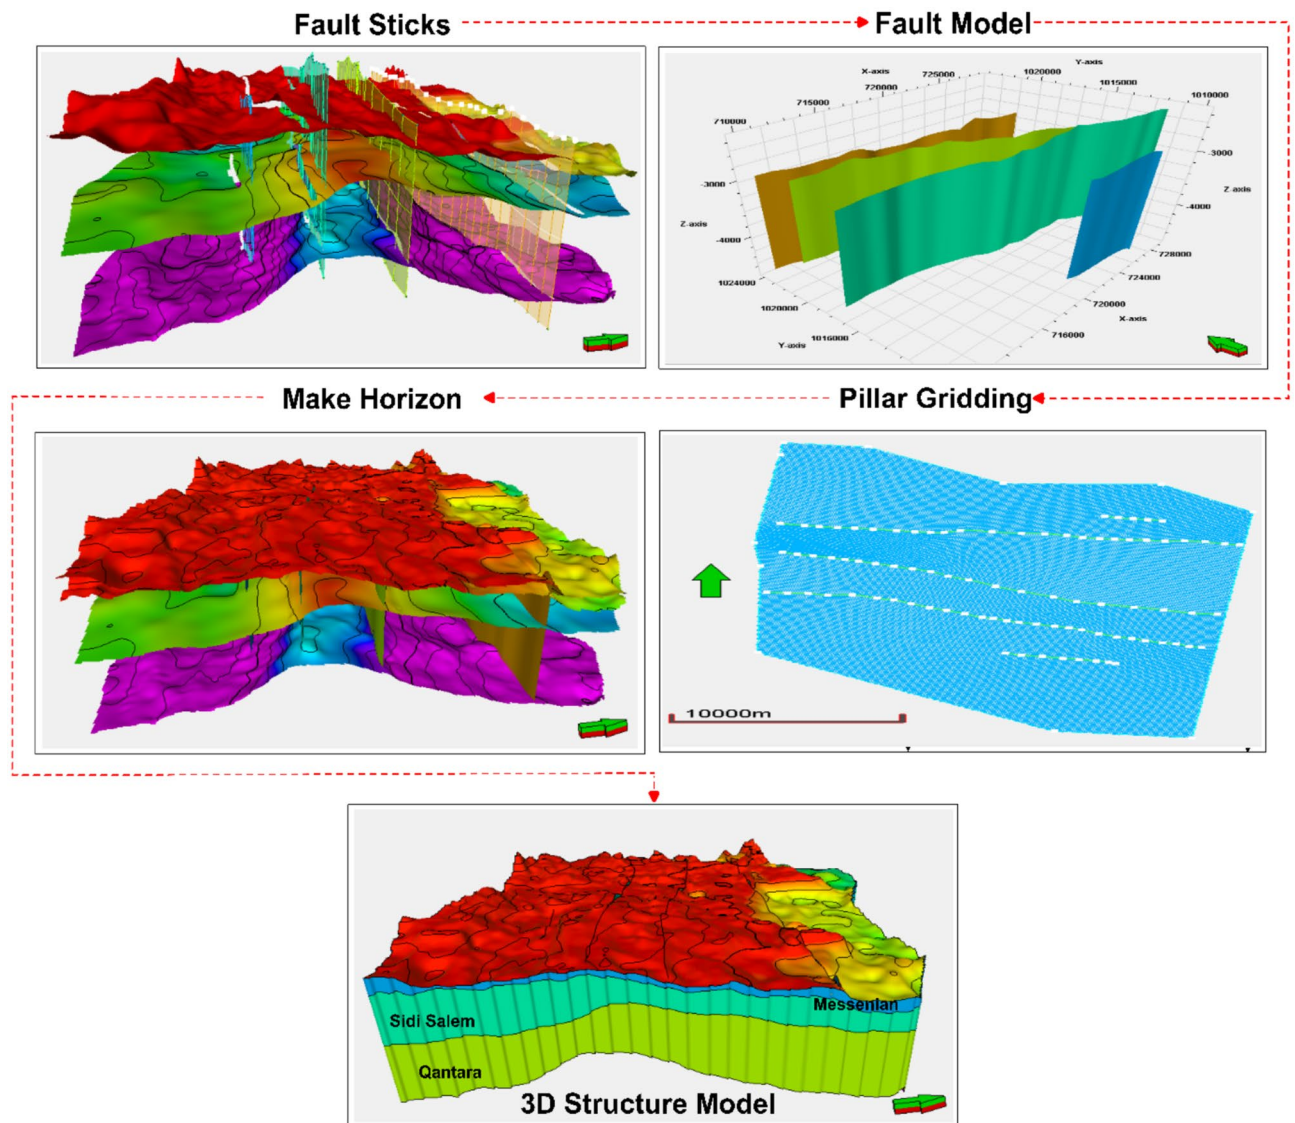 Fault Sticks
Fault Model
X-axis
Y-axis
725000
1020000
720000
1015000
715000
1010000
710000
-3000
-3000
Z-axis
-4000
Z-axis
-4000
728000
1024000
724000
1020000
720000
X-axis
1016000
716000
Y-axis
Make Horizon
Pillar Gridding
10000m
Messenian
Sidi Salem
Qantara
3D Structure Model